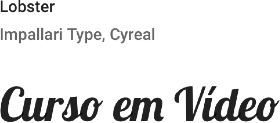 Lobster
Impallari Type, Cyreal
Curso em Vídeo